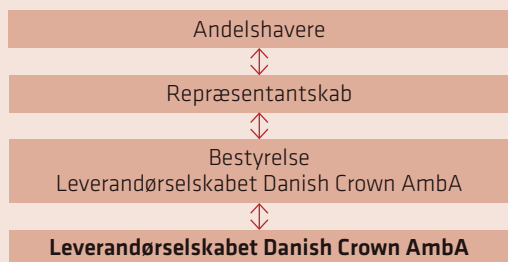 Andelshavere
Repræsentantskab
Bestyrelse
Leverandørselskabet Danish Crown AmbA
Leverandørselskabet Danish Crown AmbA